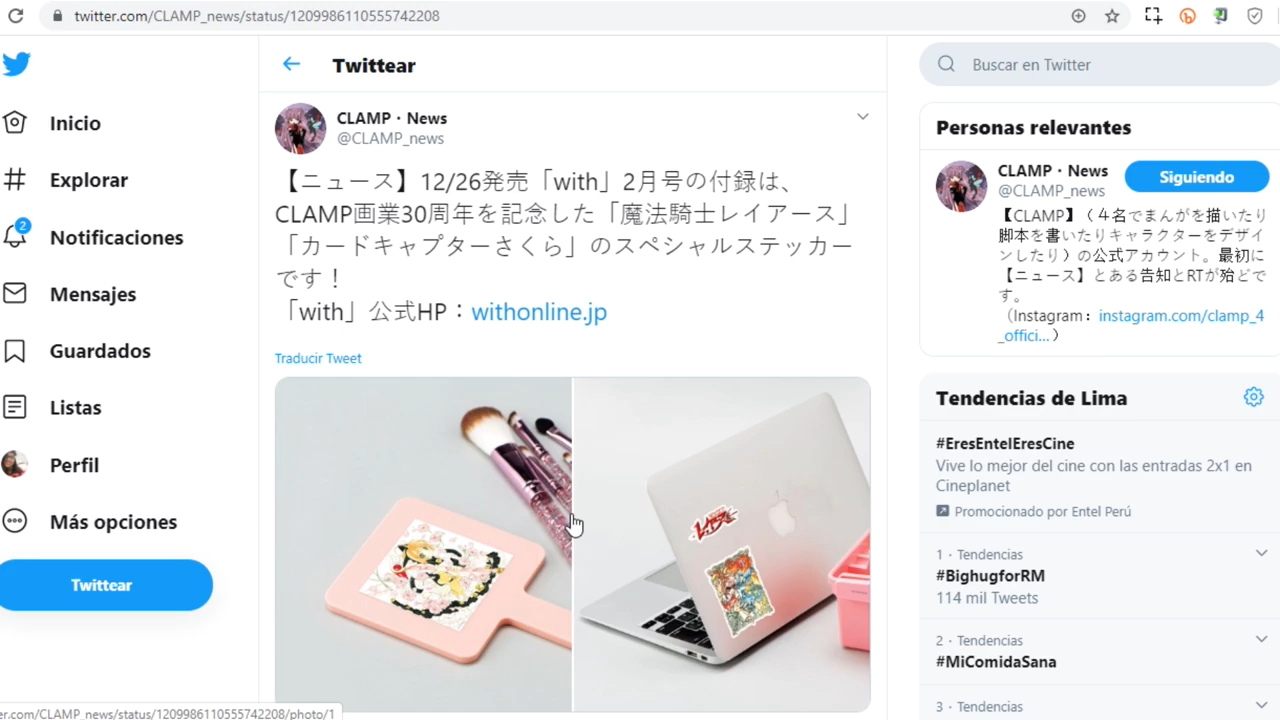 twitter.com/CLAMP_news/status/1209986110555742208
Inicio
Explorar
2
Notificaciones
Mensajes
Guardados
Listas
Perfil
Más opciones
Twittear
Twittear
CLAMP・News
@CLAMP_news
【ニュース】12/26発売「with」2月号の付録は、
CLAMP画業30周年を記念した「魔法騎士レイアース」
「カードキャプターさくら」のスペシャルステッカー
です！
「with」公式HP：withonline.jp
Traducir Tweet
レイアース
er.com/CLAMP_news/status/1209986110555742208/photo/1
Buscar en Twitter
Personas relevantes
CLAMP・News
@CLAMP_news
Siguiendo
【CLAMP】（４名でまんがを描いたり
脚本を書いたりキャラクターをデザイ
ンしたり）の公式アカウント。最初に
【ニュース】とある告知とRTが殆どで
す。
（Instagram：instagram.com/clamp_4
_offici…）
Tendencias de Lima
#EresEntelEresCine
Vive lo mejor del cine con las entradas 2x1 en
Cineplanet
Promocionado por Entel Perú
1 · Tendencias
#BighugforRM
114 mil Tweets
2 · Tendencias
#MiComidaSana
3 · Tendencias